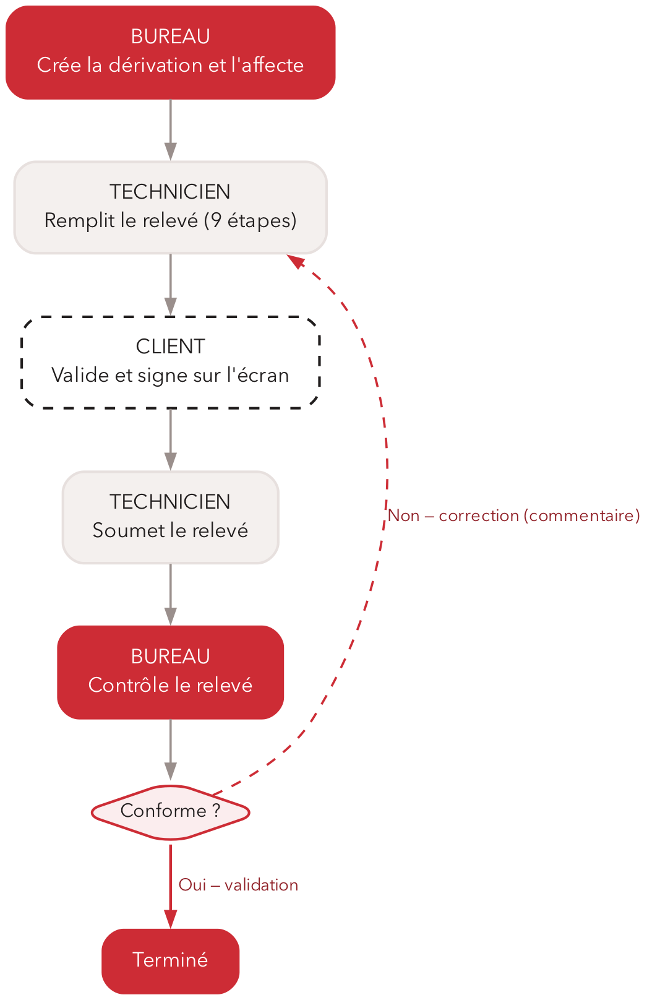 BUREAU
Crée la dérivation et l'affecte
TECHNICIEN
Remplit le relevé (9 étapes)
CLIENT
Valide et signe sur l'écran
TECHNICIEN
Soumet le relevé
Non – correction (commentaire)
BUREAU
Contrôle le relevé
Conforme ?
Oui – validation
Terminé